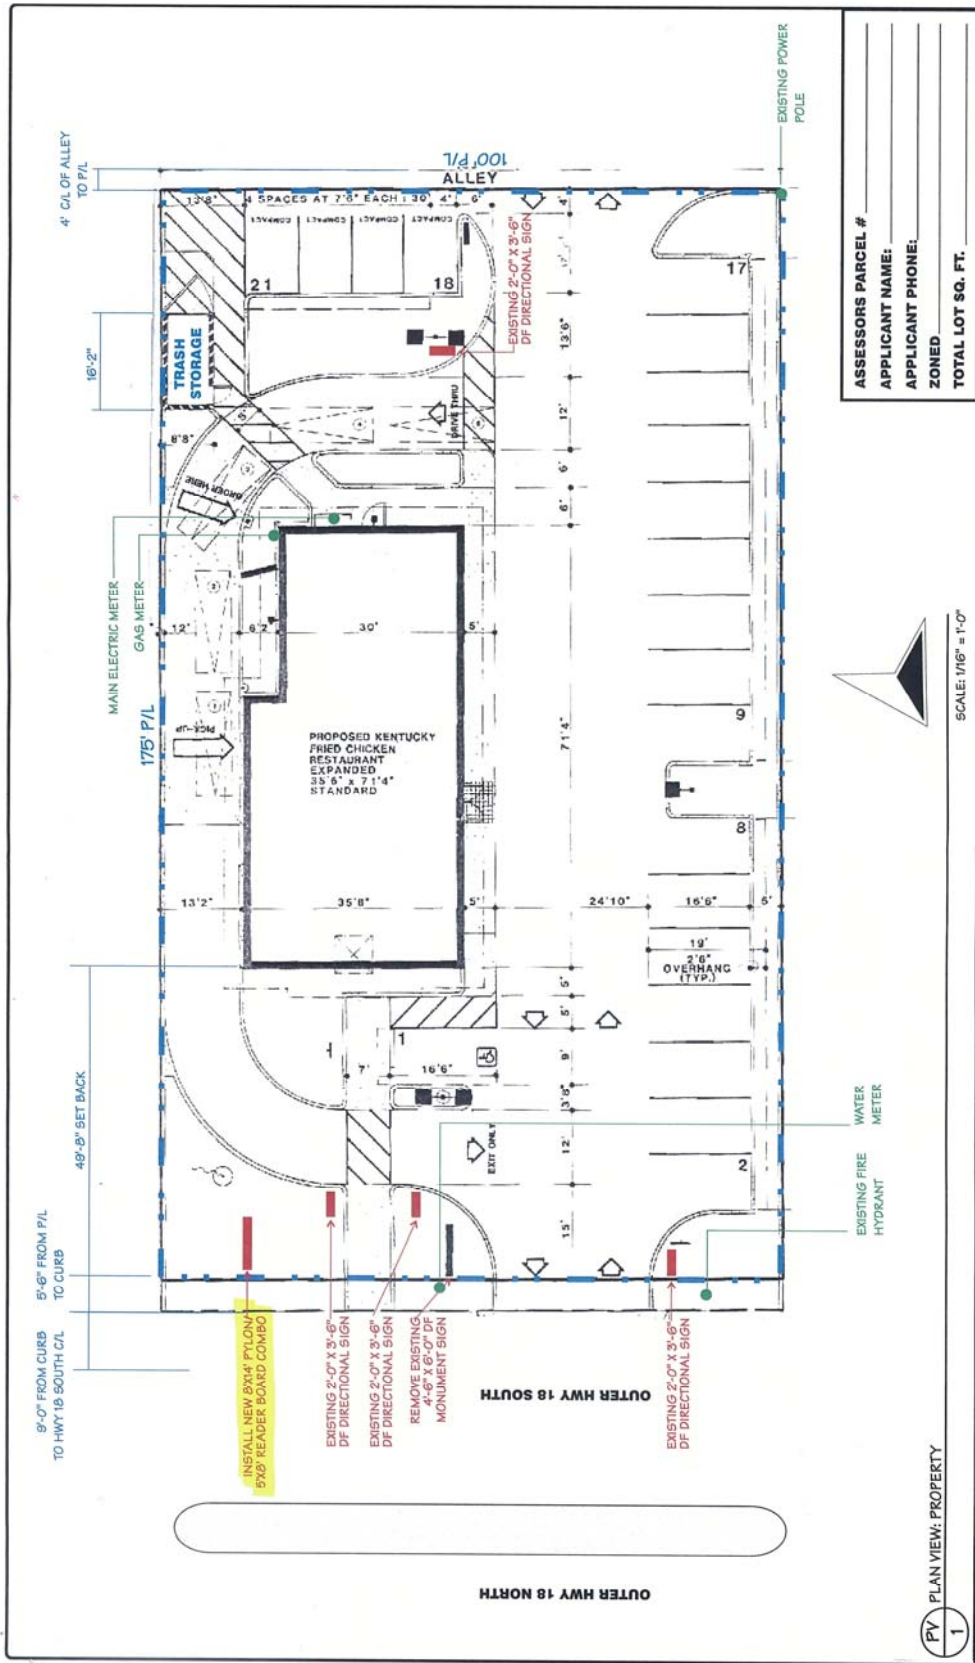 9'-0" FROM CURB
TO HWY 18 SOUTH C/L
5'-6" FROM P/L
TO CURB
49'-8" SET BACK
175' P/L
MAIN ELECTRIC METER
GAS METER
16'-2"
4' C/L OF ALLEY
TO P/L
100' P/L
ALLEY
EXISTING POWER
POLE
TRASH
STORAGE
13'8"
4 SPACES AT 7'6" EACH : 30'
4'
6'
COMPACT
COMPACT
COMPACT
COMPACT
21
18
17
EXISTING 2'-0" X 3'-6"
DF DIRECTIONAL SIGN
8'8"
5'
ORDER HERE
DRIVE THRU
PICK-UP
12'
6'2"
30'
5'
PROPOSED KENTUCKY
FRIED CHICKEN
RESTAURANT
EXPANDED
35'6" x 71'4"
STANDARD
13'2"
35'8"
5'
24'10"
16'6"
5'
19'
2'6"
OVERHANG
(TYP.)
4'
13'6"
12'
6'
6'
71'4"
5'
5'
9'
3'8"
12'
15'
9
8
2
1
7'
16'6"
EXIT ONLY
WATER
METER
EXISTING FIRE
HYDRANT
INSTALL NEW 8'X14' PYLON/
5'X8' READER BOARD COMBO
EXISTING 2'-0" X 3'-6"
DF DIRECTIONAL SIGN
EXISTING 2'-0" X 3'-6"
DF DIRECTIONAL SIGN
REMOVE EXISTING
4'-6" X 6'-0" DF
MONUMENT SIGN
EXISTING 2'-0" X 3'-6"
DF DIRECTIONAL SIGN
OUTER HWY 18 SOUTH
OUTER HWY 18 NORTH
PV
1
PLAN VIEW: PROPERTY
SCALE: 1/16" = 1'-0"
ASSESSORS PARCEL #
APPLICANT NAME:
APPLICANT PHONE:
ZONED
TOTAL LOT SQ. FT.